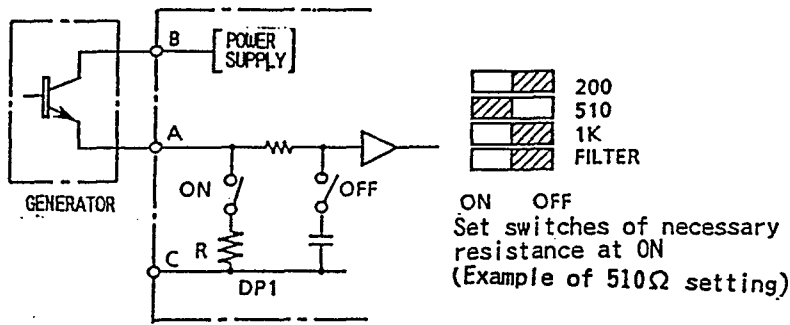 B
POWER
SUPPLY
A
ON
OFF
GENERATOR
R
C
DP1
200
510
1K
FILTER
ON OFF
Set switches of necessary
resistance at ON
(Example of 510Ω setting)